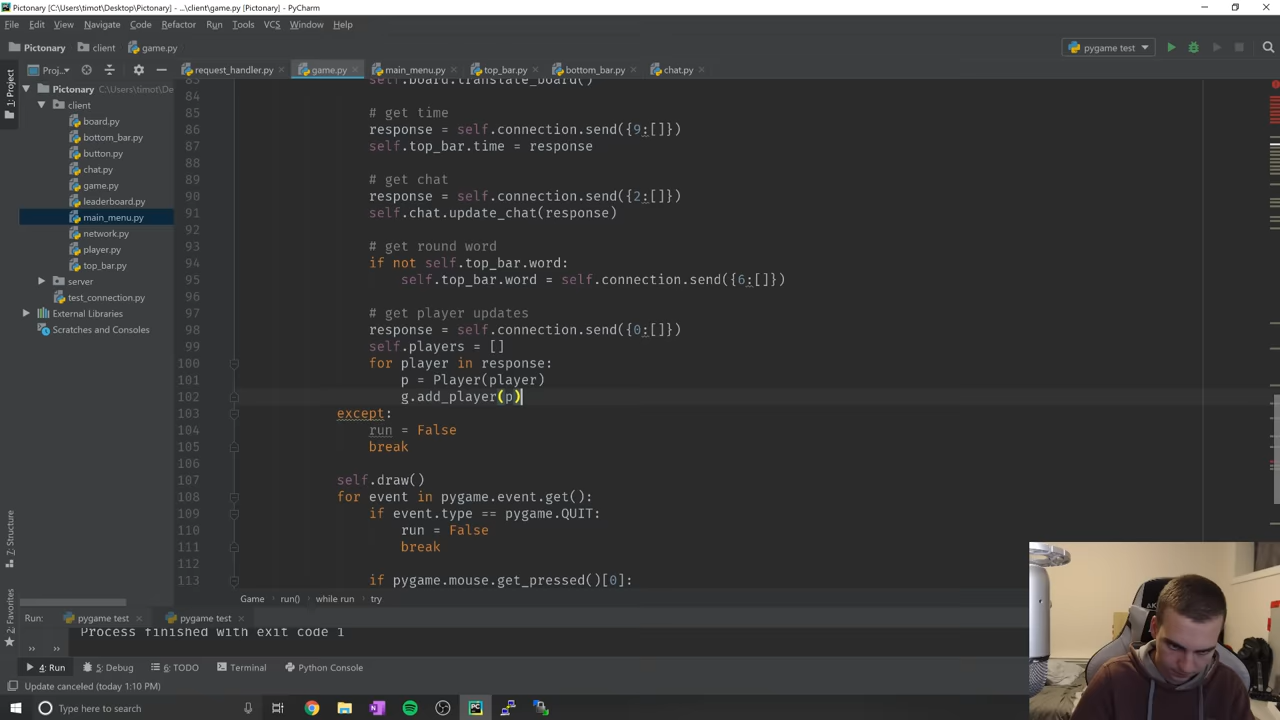 Pictonary [C:\Users\timot\Desktop\Pictonary] - ...\client\game.py [Pictonary] - PyCharm
File Edit View Navigate Code Refactor Run Tools VCS Window Help
Pictonary client game.py pygame test
Proj... request_handler.py game.py main_menu.py top_bar.py bottom_bar.py chat.py
1: Project
Pictonary C:\Users\timot\De
client
board.py
bottom_bar.py
button.py
chat.py
game.py
leaderboard.py
main_menu.py
network.py
player.py
top_bar.py
server
test_connection.py
External Libraries
Scratches and Consoles
83 self.board.translate_board()
84
85 # get time
86 response = self.connection.send({9:[]})
87 self.top_bar.time = response
88
89 # get chat
90 response = self.connection.send({2:[]})
91 self.chat.update_chat(response)
92
93 # get round word
94 if not self.top_bar.word:
95 self.top_bar.word = self.connection.send({6:[]})
96
97 # get player updates
98 response = self.connection.send({0:[]})
99 self.players = []
100 for player in response:
101 p = Player(player)
102 g.add_player(p)
103 except:
104 run = False
105 break
106
107 self.draw()
108 for event in pygame.event.get():
109 if event.type == pygame.QUIT:
110 run = False
111 break
112
113 if pygame.mouse.get_pressed()[0]:
Game run() while run try
7: Structure
2: Favorites
Run: pygame test pygame test
Process finished with exit code 1
4: Run 5: Debug 6: TODO Terminal Python Console
Update canceled (today 1:10 PM)
Type here to search